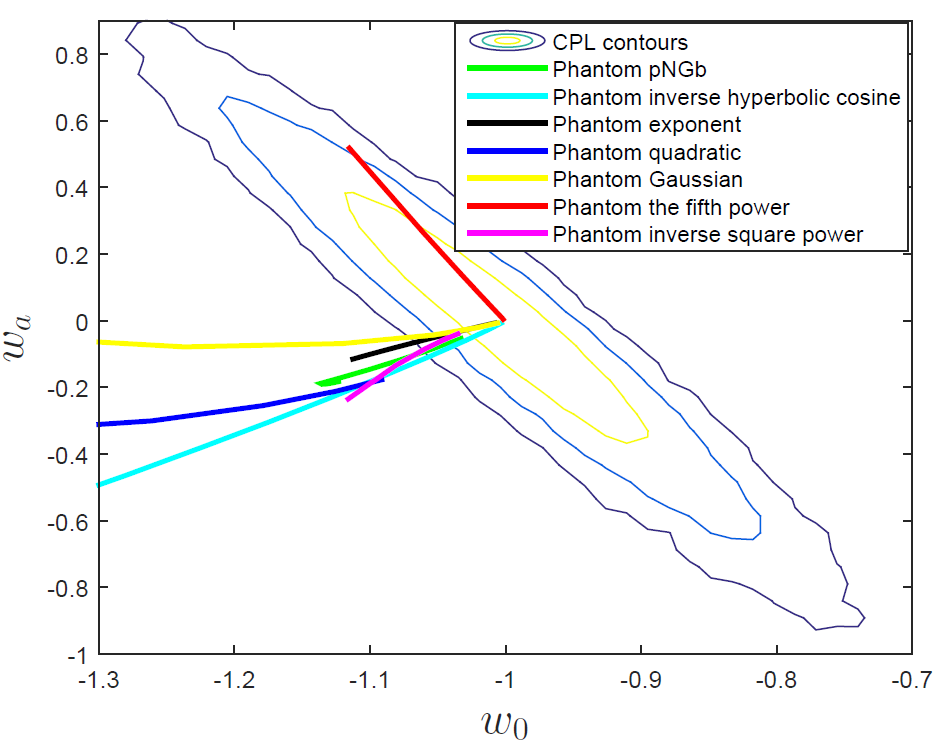 CPL contours
Phantom pNGb
Phantom inverse hyperbolic cosine
Phantom exponent
Phantom quadratic
Phantom Gaussian
Phantom the fifth power
Phantom inverse square power
0.8
0.6
0.4
0.2
0
-0.2
-0.4
-0.6
-0.8
-1
wₐ
-1.3 -1.2 -1.1 -1 -0.9 -0.8 -0.7
w₀